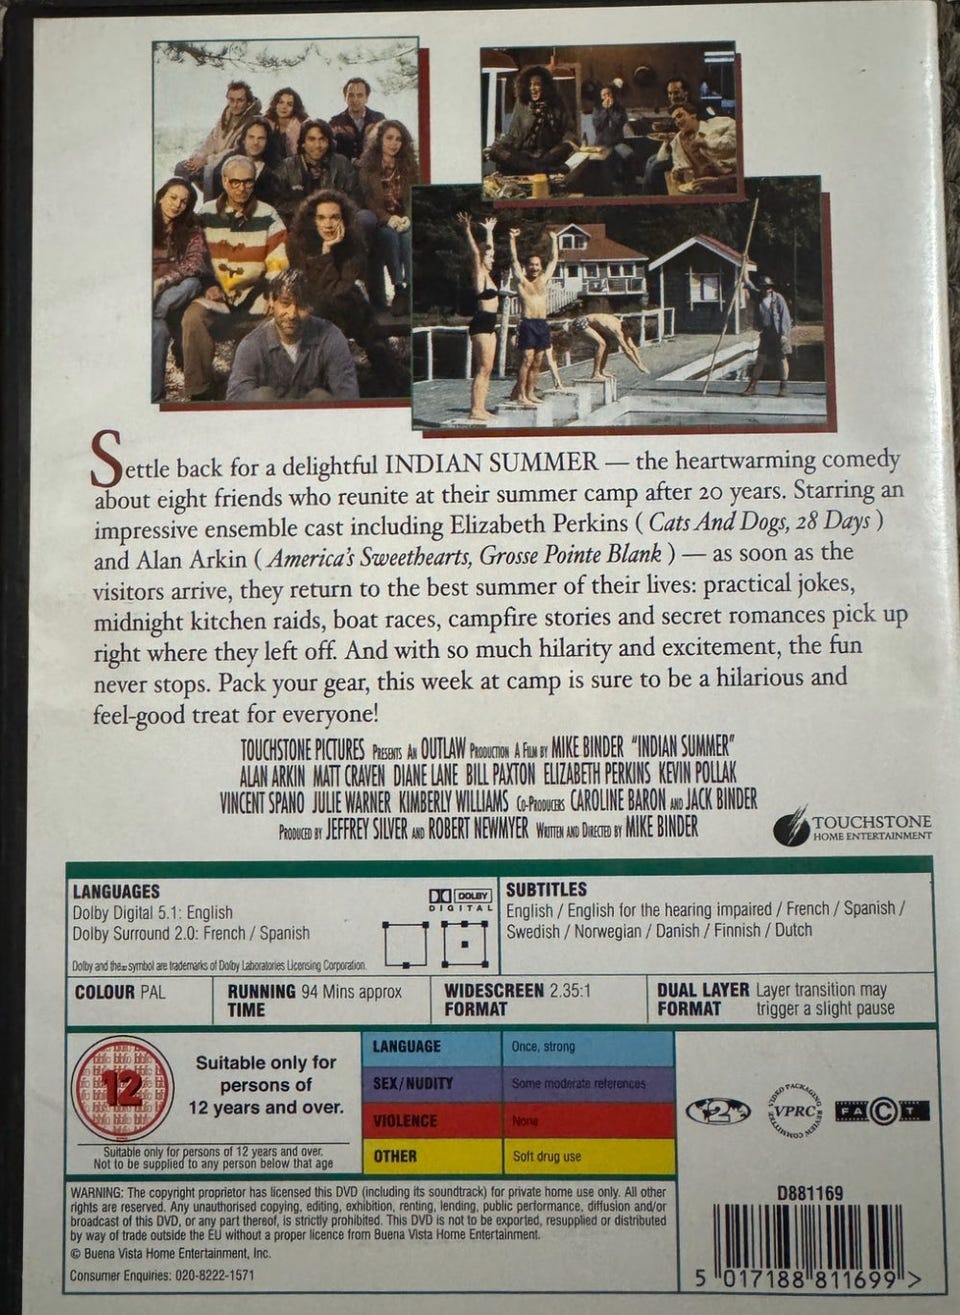 Settle back for a delightful INDIAN SUMMER — the heartwarming comedy
about eight friends who reunite at their summer camp after 20 years. Starring an
impressive ensemble cast including Elizabeth Perkins ( Cats And Dogs, 28 Days )
and Alan Arkin ( America's Sweethearts, Grosse Pointe Blank ) — as soon as the
visitors arrive, they return to the best summer of their lives: practical jokes,
midnight kitchen raids, boat races, campfire stories and secret romances pick up
right where they left off. And with so much hilarity and excitement, the fun
never stops. Pack your gear, this week at camp is sure to be a hilarious and
feel-good treat for everyone!
TOUCHSTONE PICTURES PRESENTS AN OUTLAW PRODUCTION A FILM BY MIKE BINDER "INDIAN SUMMER"
ALAN ARKIN MATT CRAVEN DIANE LANE BILL PAXTON ELIZABETH PERKINS KEVIN POLLAK
VINCENT SPANO JULIE WARNER KIMBERLY WILLIAMS CO-PRODUCERS CAROLINE BARON AND JACK BINDER
PRODUCED BY JEFFREY SILVER AND ROBERT NEWMYER WRITTEN AND DIRECTED BY MIKE BINDER
TOUCHSTONE
HOME ENTERTAINMENT
LANGUAGES
Dolby Digital 5.1: English
Dolby Surround 2.0: French / Spanish
Dolby and the symbol are trademarks of Dolby Laboratories Licensing Corporation.
DOLBY
DIGITAL
SUBTITLES
English / English for the hearing impaired / French / Spanish /
Swedish / Norwegian / Danish / Finnish / Dutch
COLOUR PAL
RUNNING 94 Mins approx
TIME
WIDESCREEN 2.35:1
FORMAT
DUAL LAYER Layer transition may
FORMAT trigger a slight pause
12
Suitable only for
persons of
12 years and over.
Suitable only for persons of 12 years and over.
Not to be supplied to any person below that age
LANGUAGE Once, strong
SEX/NUDITY Some moderate references
VIOLENCE None
OTHER Soft drug use
2
VIDEO PACKAGING REVIEW COMMITTEE
VPRC
FACT
WARNING: The copyright proprietor has licensed this DVD (including its soundtrack) for private home use only. All other
rights are reserved. Any unauthorised copying, editing, exhibition, renting, lending, public performance, diffusion and/or
broadcast of this DVD, or any part thereof, is strictly prohibited. This DVD is not to be exported, resupplied or distributed
by way of trade outside the EU without a proper licence from Buena Vista Home Entertainment.
© Buena Vista Home Entertainment, Inc.
Consumer Enquiries: 020-8222-1571
D881169
5 017188 811699 >